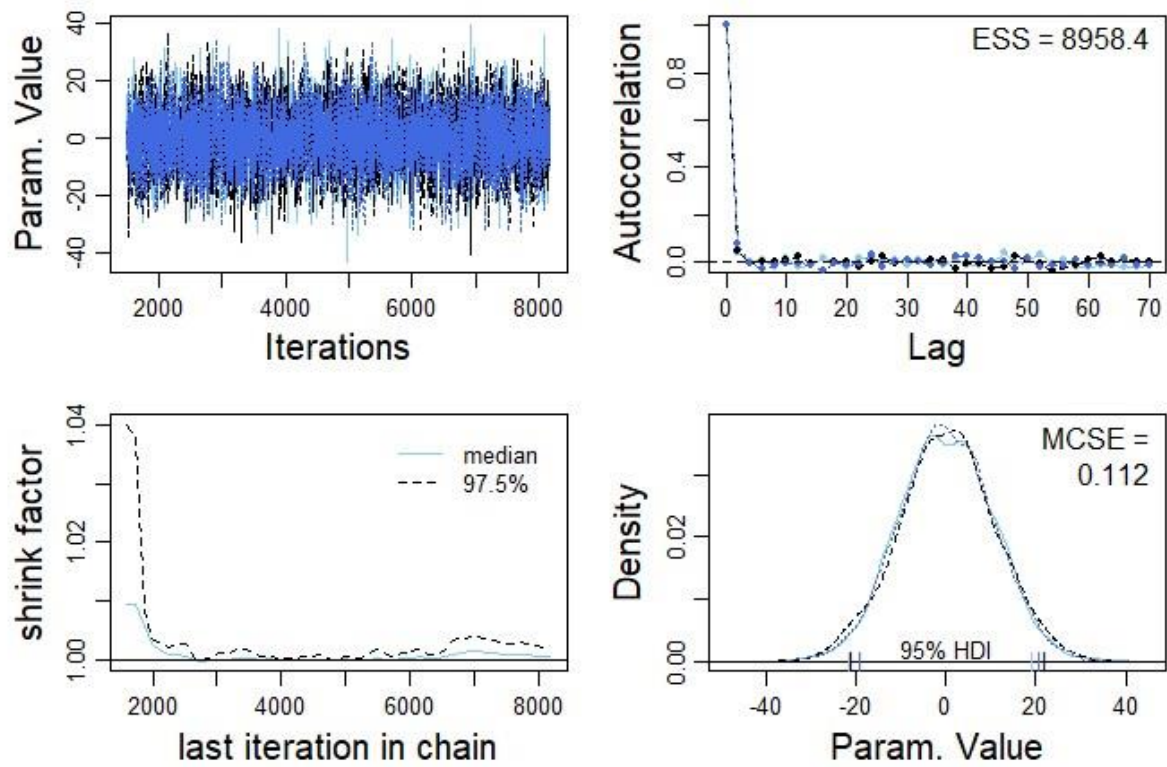 Param. Value
40
20
0
-20
-40
2000
4000
6000
8000
Iterations
Autocorrelation
0.8
0.4
0.0
ESS = 8958.4
0 10 20 30 40 50 60 70
Lag
shrink factor
1.04
1.02
1.00
median
97.5%
2000
4000
6000
8000
last iteration in chain
Density
0.02
0.00
MCSE =
0.112
95% HDI
-40
-20
0
20
40
Param. Value